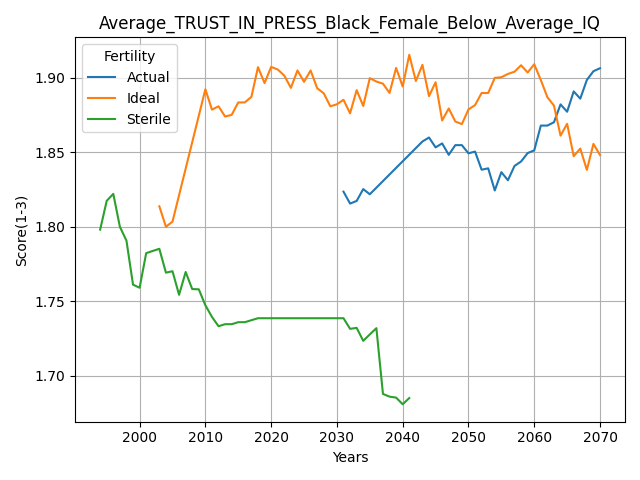 Average_TRUST_IN_PRESS_Black_Female_Below_Average_IQ
Fertility
Actual
Ideal
Sterile
Score(1-3)
1.90
1.85
1.80
1.75
1.70
2000 2010 2020 2030 2040 2050 2060 2070
Years